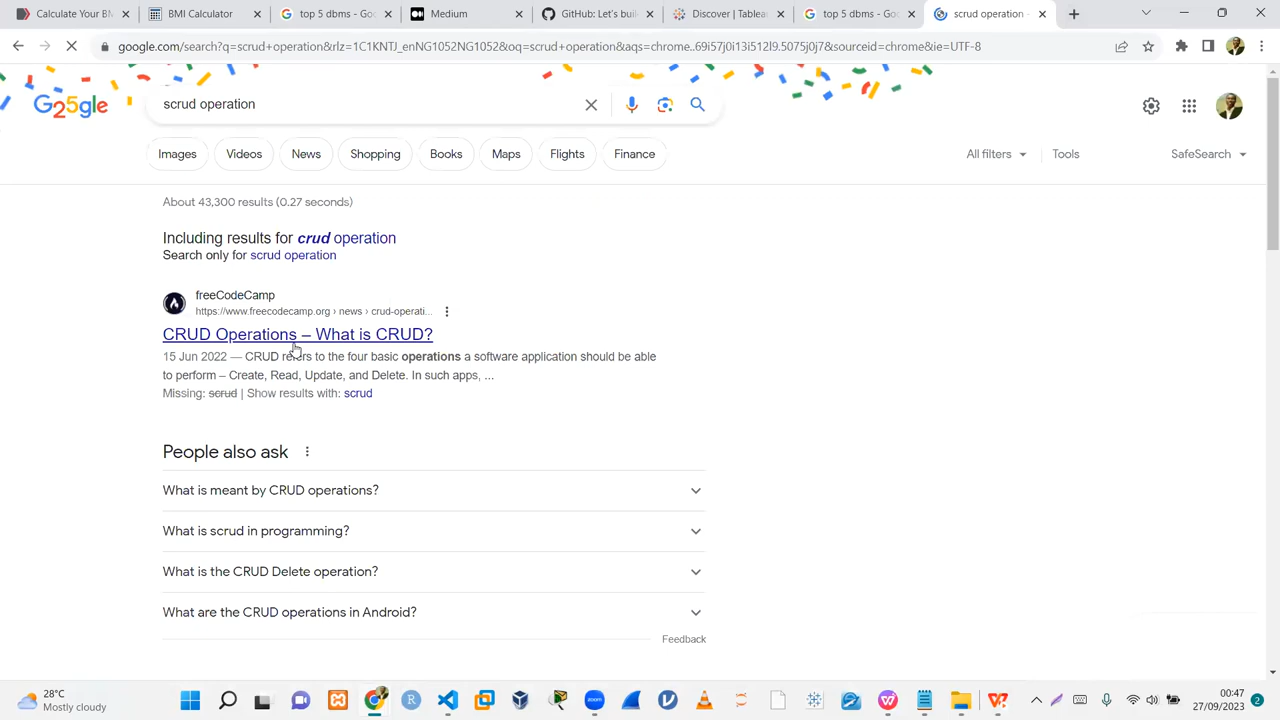 Calculate Your BM
BMI Calculator
top 5 dbms - Goo
Medium
GitHub: Let's buil
Discover | Tablea
top 5 dbms - Goo
scrud operation -
google.com/search?q=scrud+operation&rlz=1C1KNTJ_enNG1052NG1052&oq=scrud+operation&aqs=chrome..69i57j0i13i512l9.5075j0j7&sourceid=chrome&ie=UTF-8
G25gle
scrud operation
Images
Videos
News
Shopping
Books
Maps
Flights
Finance
All filters
Tools
SafeSearch
About 43,300 results (0.27 seconds)
Including results for crud operation
Search only for scrud operation
freeCodeCamp
https://www.freecodecamp.org › news › crud-operati...
CRUD Operations – What is CRUD?
15 Jun 2022 — CRUD refers to the four basic operations a software application should be able
to perform – Create, Read, Update, and Delete. In such apps, ...
Missing: scrud | Show results with: scrud
People also ask
What is meant by CRUD operations?
What is scrud in programming?
What is the CRUD Delete operation?
What are the CRUD operations in Android?
Feedback
28°C
Mostly cloudy
00:47
27/09/2023
2